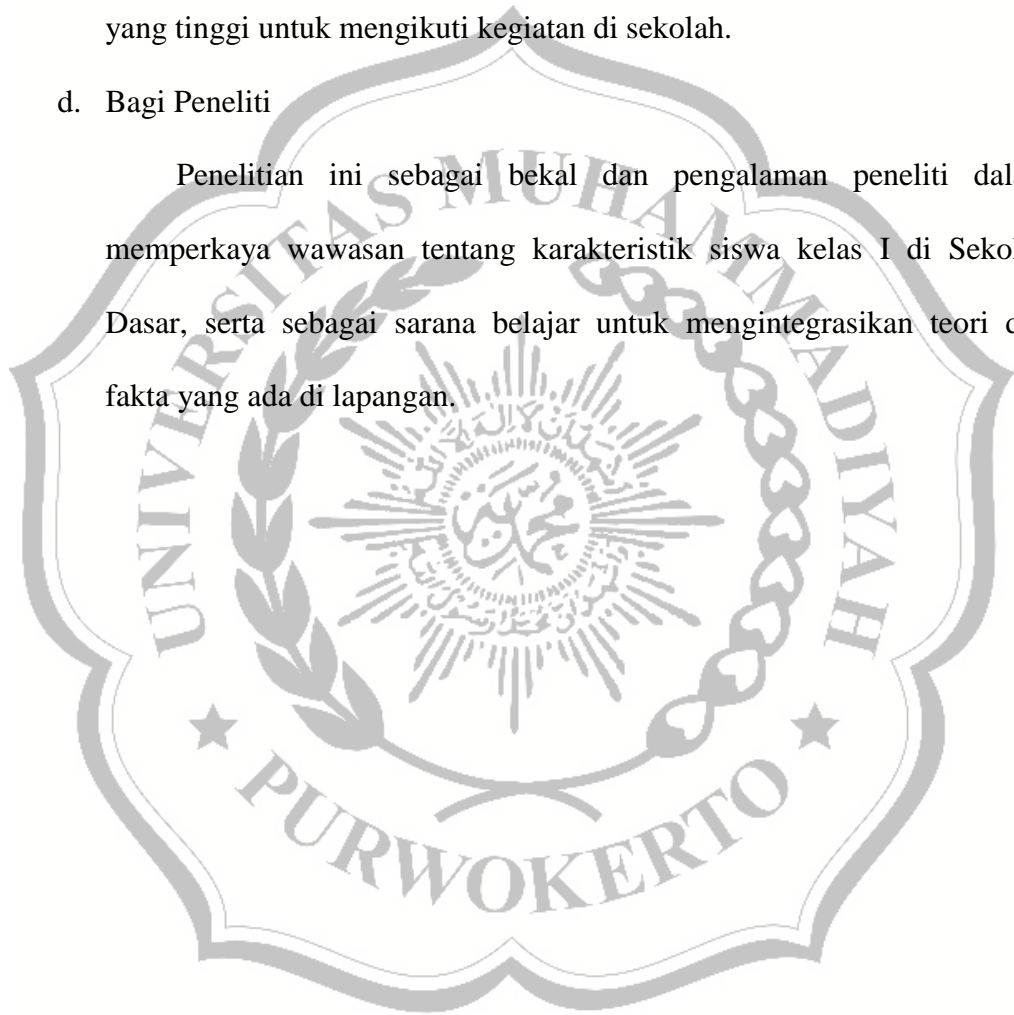 yang tinggi untuk mengikuti kegiatan di sekolah.
d. Bagi Peneliti
Penelitian ini sebagai bekal dan pengalaman peneliti dala
memperkaya wawasan tentang karakteristik siswa kelas I di Sekol
Dasar, serta sebagai sarana belajar untuk mengintegrasikan teori d
fakta yang ada di lapangan.
UNIVERSITAS MUHAMMADIYAH
PURWOKERTO